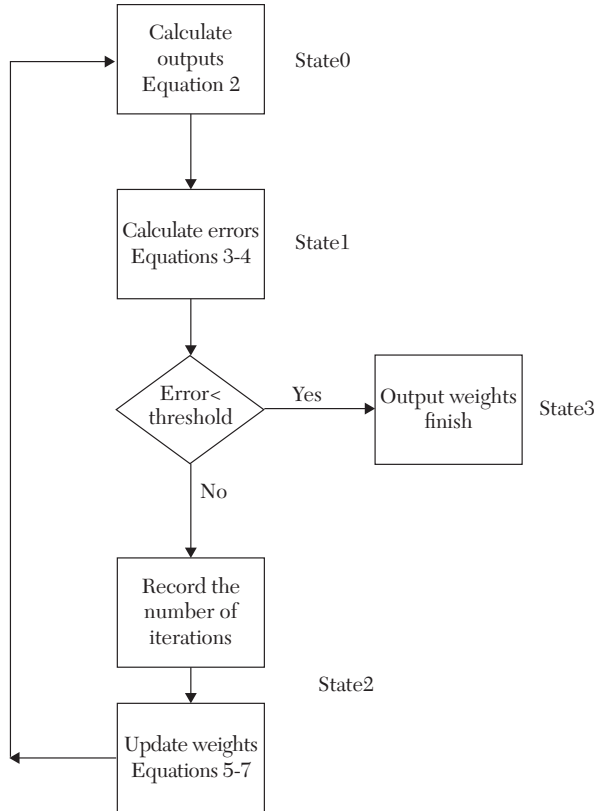 Calculate
outputs
Equation 2
State0
Calculate errors
Equations 3-4
State1
Error<
threshold
Yes
Output weights
finish
State3
No
Record the
number of
iterations
State2
Update weights
Equations 5-7